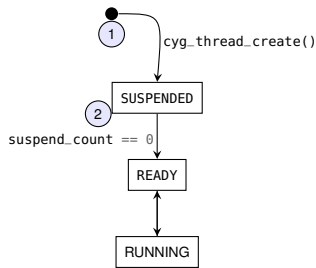 1
cyg_thread_create()
SUSPENDED
2
suspend_count == 0
READY
RUNNING